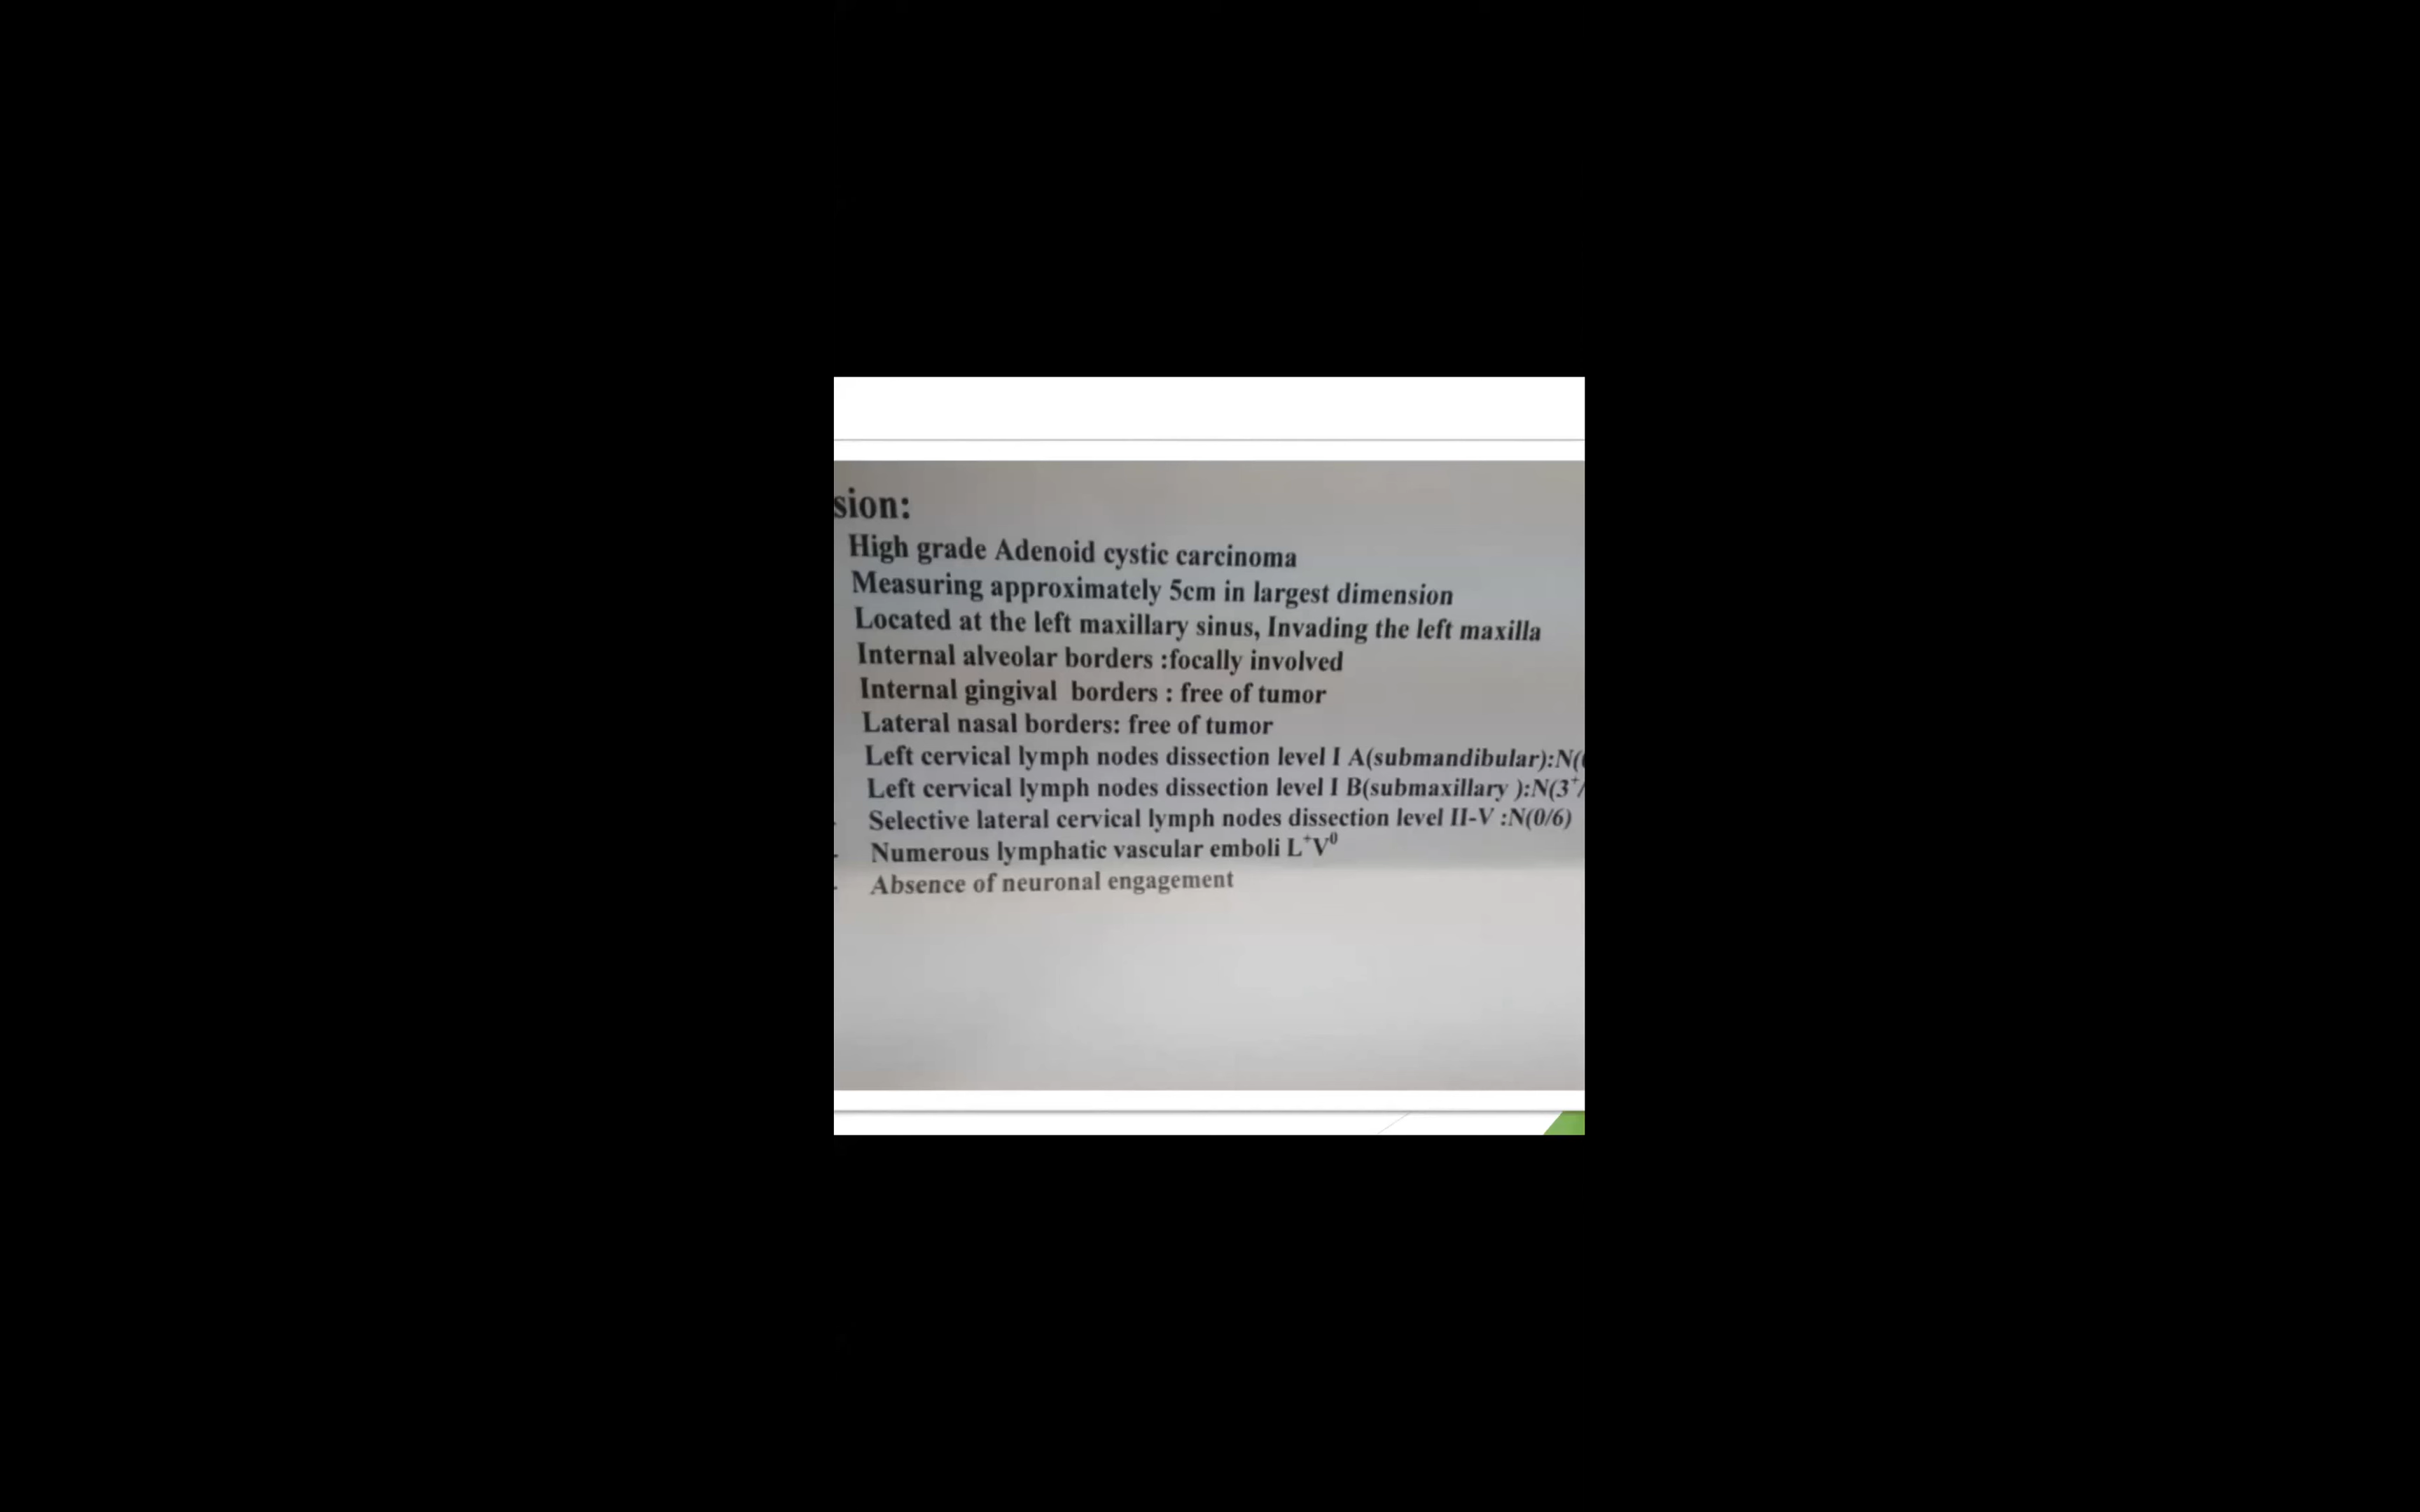 sion:
High grade Adenoid cystic carcinoma
Measuring approximately 5cm in largest dimension
Located at the left maxillary sinus, Invading the left maxilla
Internal alveolar borders :focally involved
Internal gingival borders : free of tumor
Lateral nasal borders: free of tumor
Left cervical lymph nodes dissection level I A(submandibular):N(
Left cervical lymph nodes dissection level I B(submaxillary ):N(3⁺/
- Selective lateral cervical lymph nodes dissection level II-V :N(0/6)
- Numerous lymphatic vascular emboli L⁺V⁰
- Absence of neuronal engagement